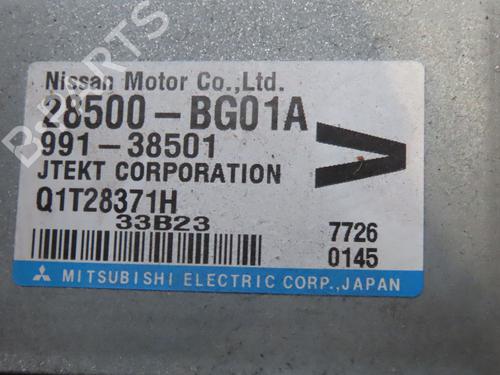 Nissan Motor Co.,Ltd.
28500-BG01A
991-38501
JTEKT CORPORATION
Q1T28371H
33B23
7726
0145
MITSUBISHI ELECTRIC CORP., JAPAN